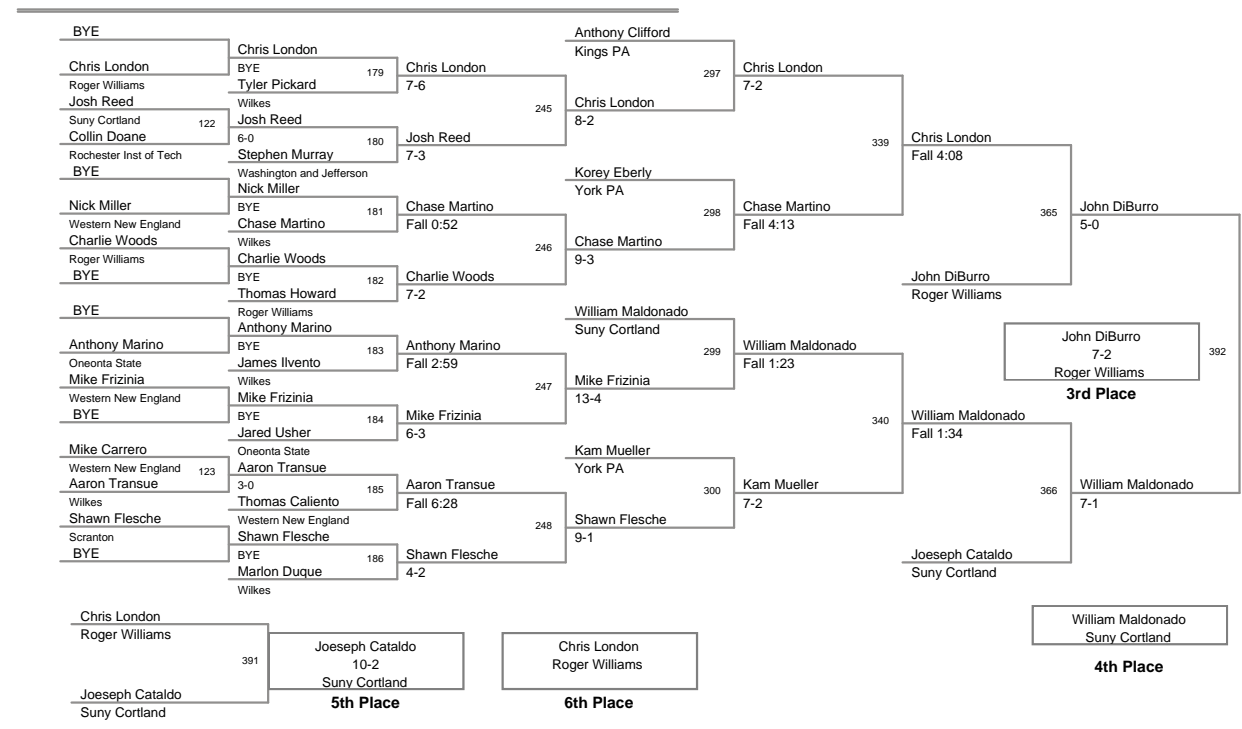 BYE
Chris London
Roger Williams
Josh Reed
Suny Cortland
122
Collin Doane
Rochester Inst of Tech
BYE
Nick Miller
Western New England
Charlie Woods
Roger Williams
BYE
BYE
Anthony Marino
Oneonta State
Mike Frizinia
Western New England
BYE
Mike Carrero
Western New England
123
Aaron Transue
Wilkes
Shawn Flesche
Scranton
BYE
Chris London
BYE
179
Tyler Pickard
Wilkes
Josh Reed
6-0
180
Stephen Murray
Washington and Jefferson
Nick Miller
BYE
181
Chase Martino
Wilkes
Charlie Woods
BYE
182
Thomas Howard
Roger Williams
Anthony Marino
BYE
183
James Ilvento
Wilkes
Mike Frizinia
BYE
184
Jared Usher
Oneonta State
Aaron Transue
3-0
185
Thomas Caliento
Western New England
Shawn Flesche
BYE
186
Marlon Duque
Wilkes
Chris London
7-6
245
Josh Reed
7-3
Chase Martino
Fall 0:52
246
Charlie Woods
7-2
Anthony Marino
Fall 2:59
247
Mike Frizinia
6-3
Aaron Transue
Fall 6:28
248
Shawn Flesche
4-2
Anthony Clifford
Kings PA
297
Chris London
8-2
Korey Eberly
York PA
298
Chase Martino
9-3
William Maldonado
Suny Cortland
299
Mike Frizinia
13-4
Kam Mueller
York PA
300
Shawn Flesche
9-1
Chris London
7-2
339
Chase Martino
Fall 4:13
William Maldonado
Fall 1:23
340
Kam Mueller
7-2
Chris London
Fall 4:08
365
John DiBurro
Roger Williams
William Maldonado
Fall 1:34
366
Joeseph Cataldo
Suny Cortland
John DiBurro
5-0
John DiBurro
7-2
Roger Williams
392
3rd Place
William Maldonado
7-1
William Maldonado
Suny Cortland
4th Place
Chris London
Roger Williams
391
Joeseph Cataldo
Suny Cortland
Joeseph Cataldo
10-2
Suny Cortland
5th Place
Chris London
Roger Williams
6th Place